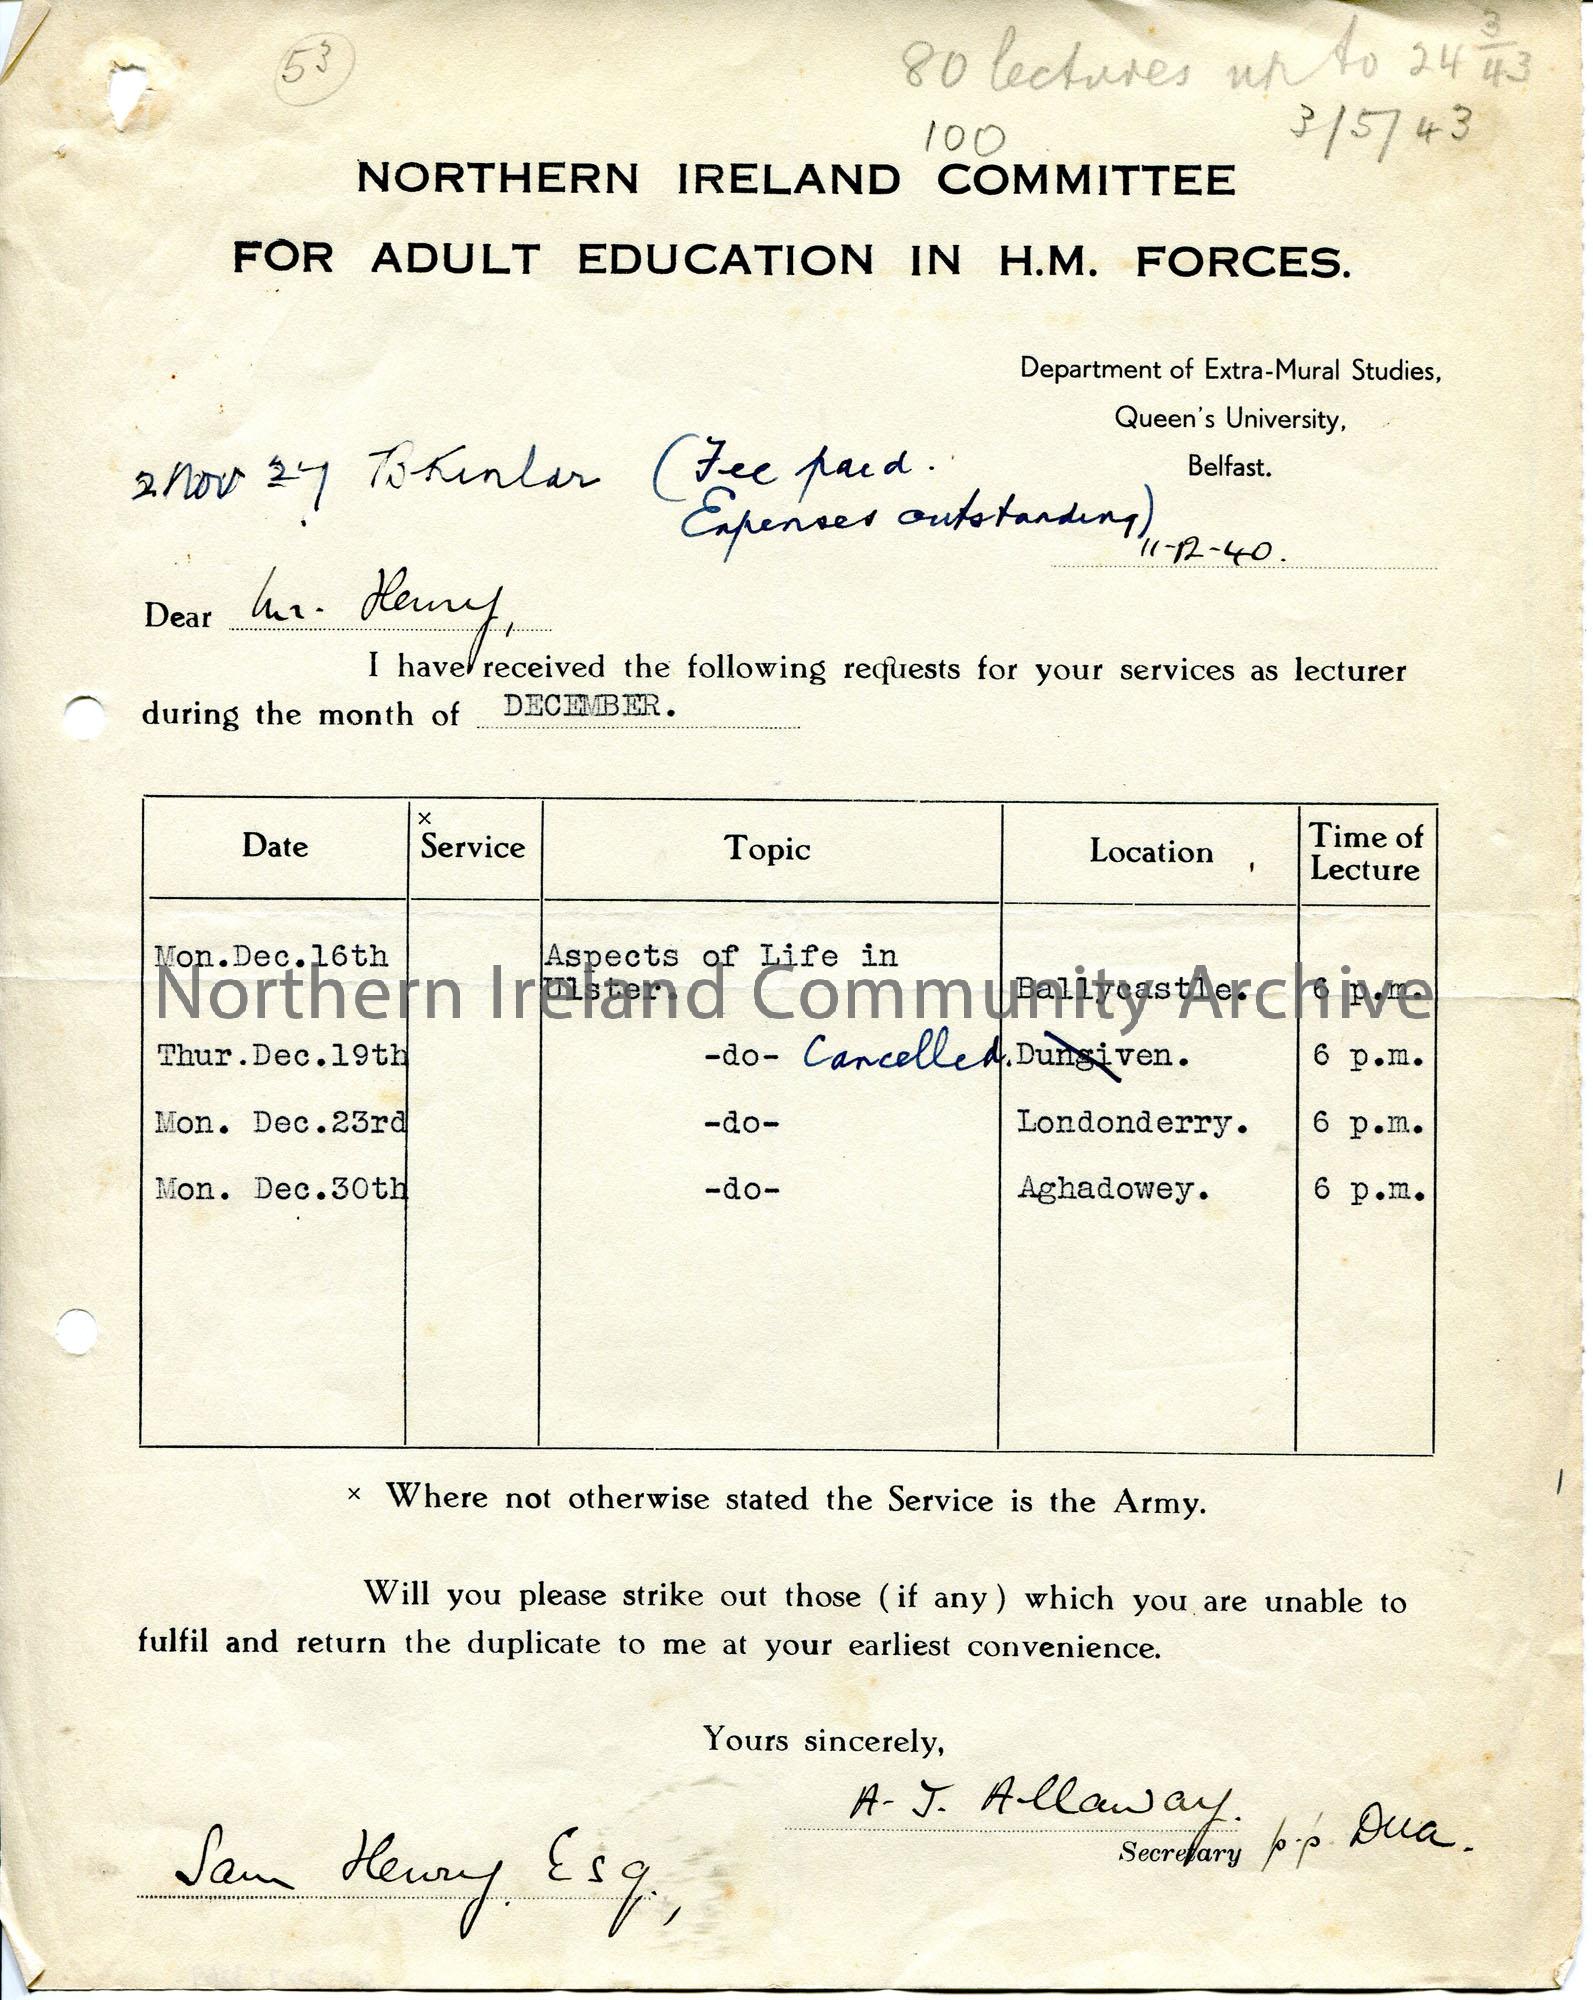 53
80 lectures up to 24 3/43
100
3/5/43
NORTHERN IRELAND COMMITTEE
FOR ADULT EDUCATION IN H.M. FORCES.
Department of Extra-Mural Studies,
Queen's University,
Belfast.
Nov 27 (Fee paid.
Expenses outstanding)
11-12-40.
Dear Mr. Henry,
I have received the following requests for your services as lecturer
during the month of DECEMBER.
Date x Service Topic Location Time of Lecture
Mon.Dec.16th Aspects of Life in
Ulster. Ballycastle. 6 p.m.
Northern Ireland Community Archive
Thur.Dec.19th -do- Cancelled. Dungiven. 6 p.m.
Mon. Dec.23rd -do- Londonderry. 6 p.m.
Mon. Dec.30th -do- Aghadowey. 6 p.m.
x Where not otherwise stated the Service is the Army.
Will you please strike out those (if any) which you are unable to
fulfil and return the duplicate to me at your earliest convenience.
Yours sincerely,
A. J. Allaway.
Secretary p.p.
Sam Henry Esq.,